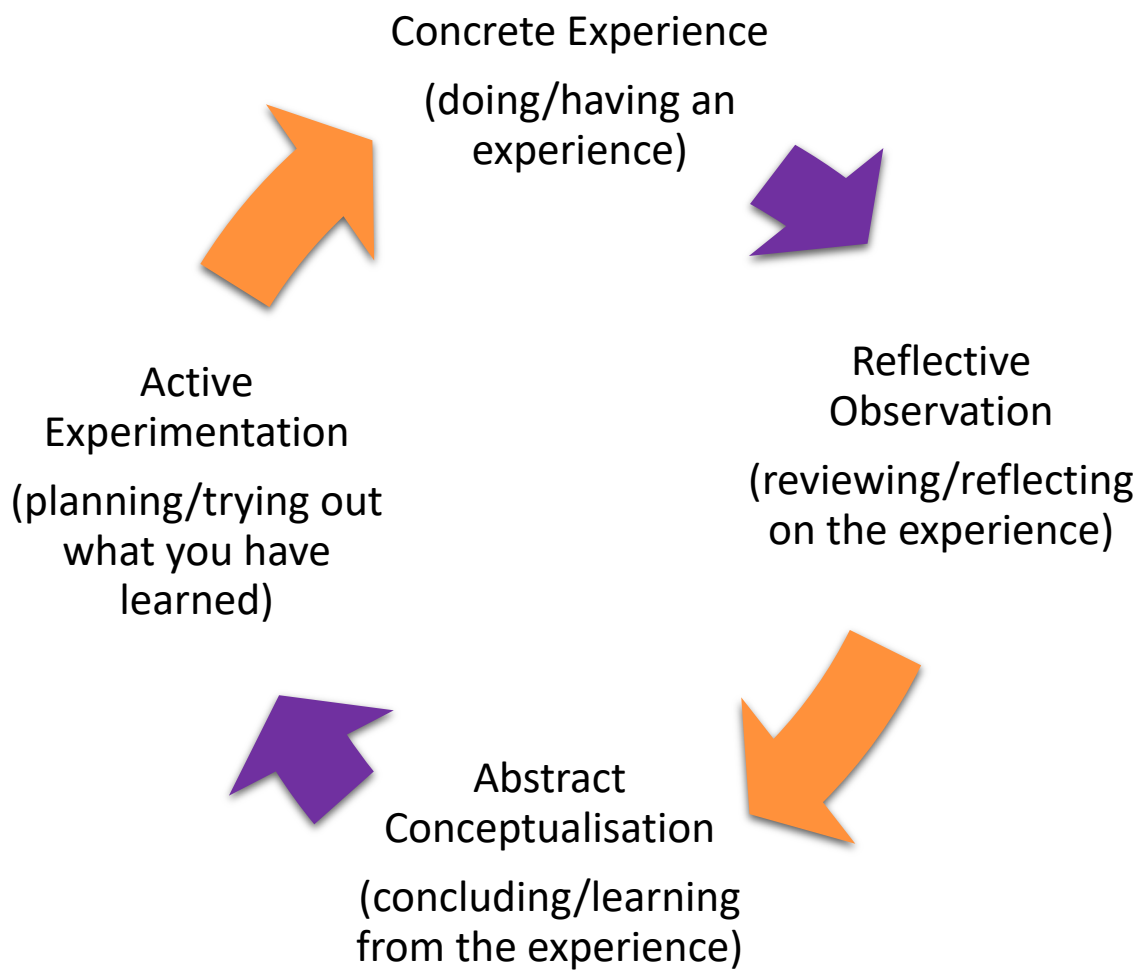 Concrete Experience
(doing/having an
experience)
Reflective
Observation
(reviewing/reflecting
on the experience)
Abstract
Conceptualisation
(concluding/learning
from the experience)
Active
Experimentation
(planning/trying out
what you have
learned)